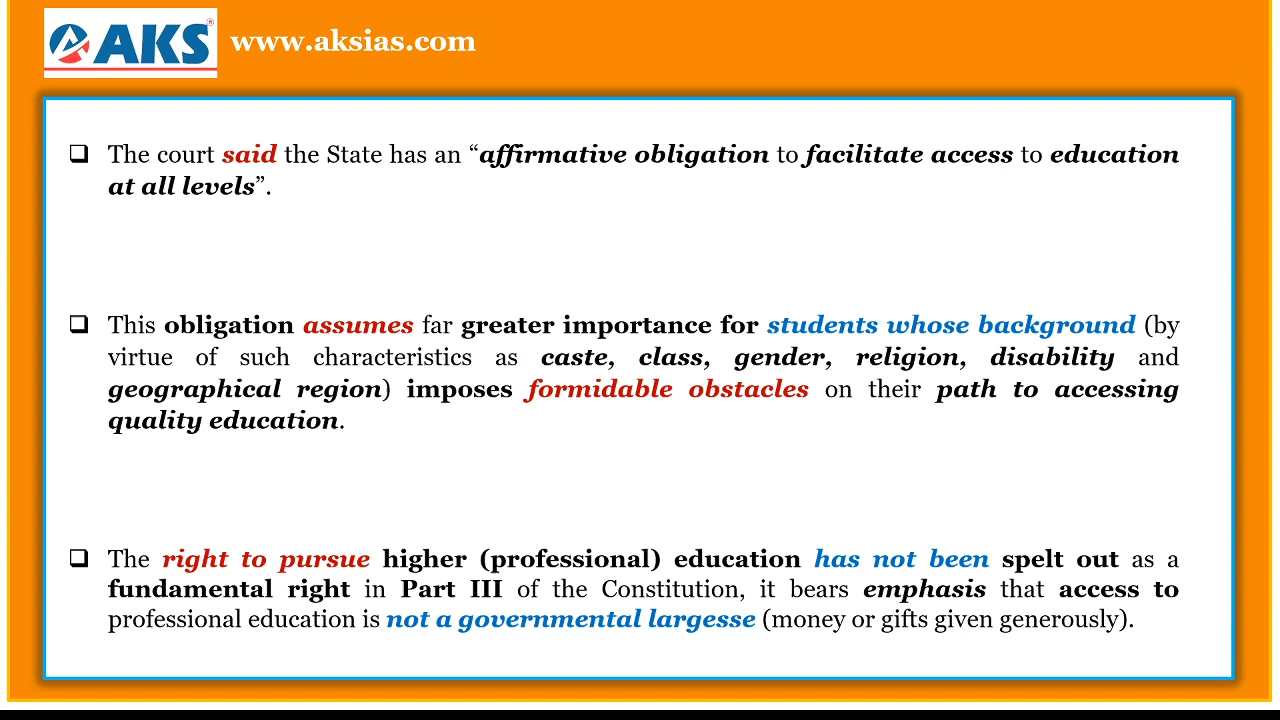 AKS®
www.aksias.com
❑ The court said the State has an “affirmative obligation to facilitate access to education
at all levels”.
❑ This obligation assumes far greater importance for students whose background (by
virtue of such characteristics as caste, class, gender, religion, disability and
geographical region) imposes formidable obstacles on their path to accessing
quality education.
❑ The right to pursue higher (professional) education has not been spelt out as a
fundamental right in Part III of the Constitution, it bears emphasis that access to
professional education is not a governmental largesse (money or gifts given generously).